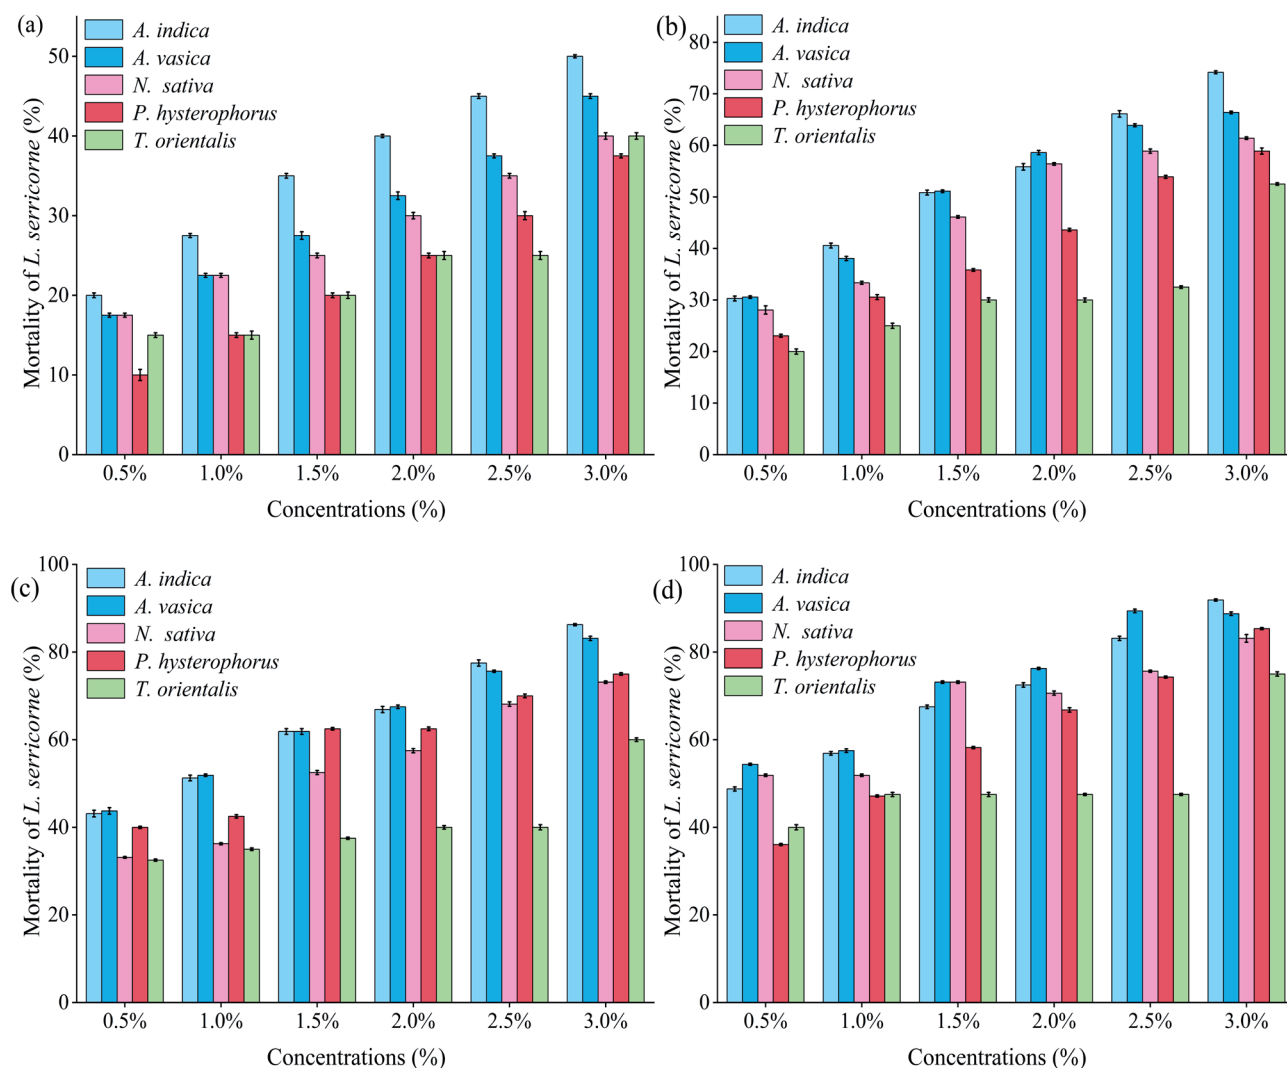 (a)
A. indica
A. vasica
N. sativa
P. hysterophorus
T. orientalis
Mortality of L. serricorne (%)
50
40
30
20
10
0
0.5% 1.0% 1.5% 2.0% 2.5% 3.0%
Concentrations (%)
(b)
A. indica
A. vasica
N. sativa
P. hysterophorus
T. orientalis
Mortality of L. serricorne (%)
80
70
60
50
40
30
20
10
0
0.5% 1.0% 1.5% 2.0% 2.5% 3.0%
Concentrations (%)
(c)
A. indica
A. vasica
N. sativa
P. hysterophorus
T. orientalis
Mortality of L. serricorne (%)
100
80
60
40
20
0
0.5% 1.0% 1.5% 2.0% 2.5% 3.0%
Concentrations (%)
(d)
A. indica
A. vasica
N. sativa
P. hysterophorus
T. orientalis
Mortality of L. serricorne (%)
100
80
60
40
20
0
0.5% 1.0% 1.5% 2.0% 2.5% 3.0%
Concentrations (%)